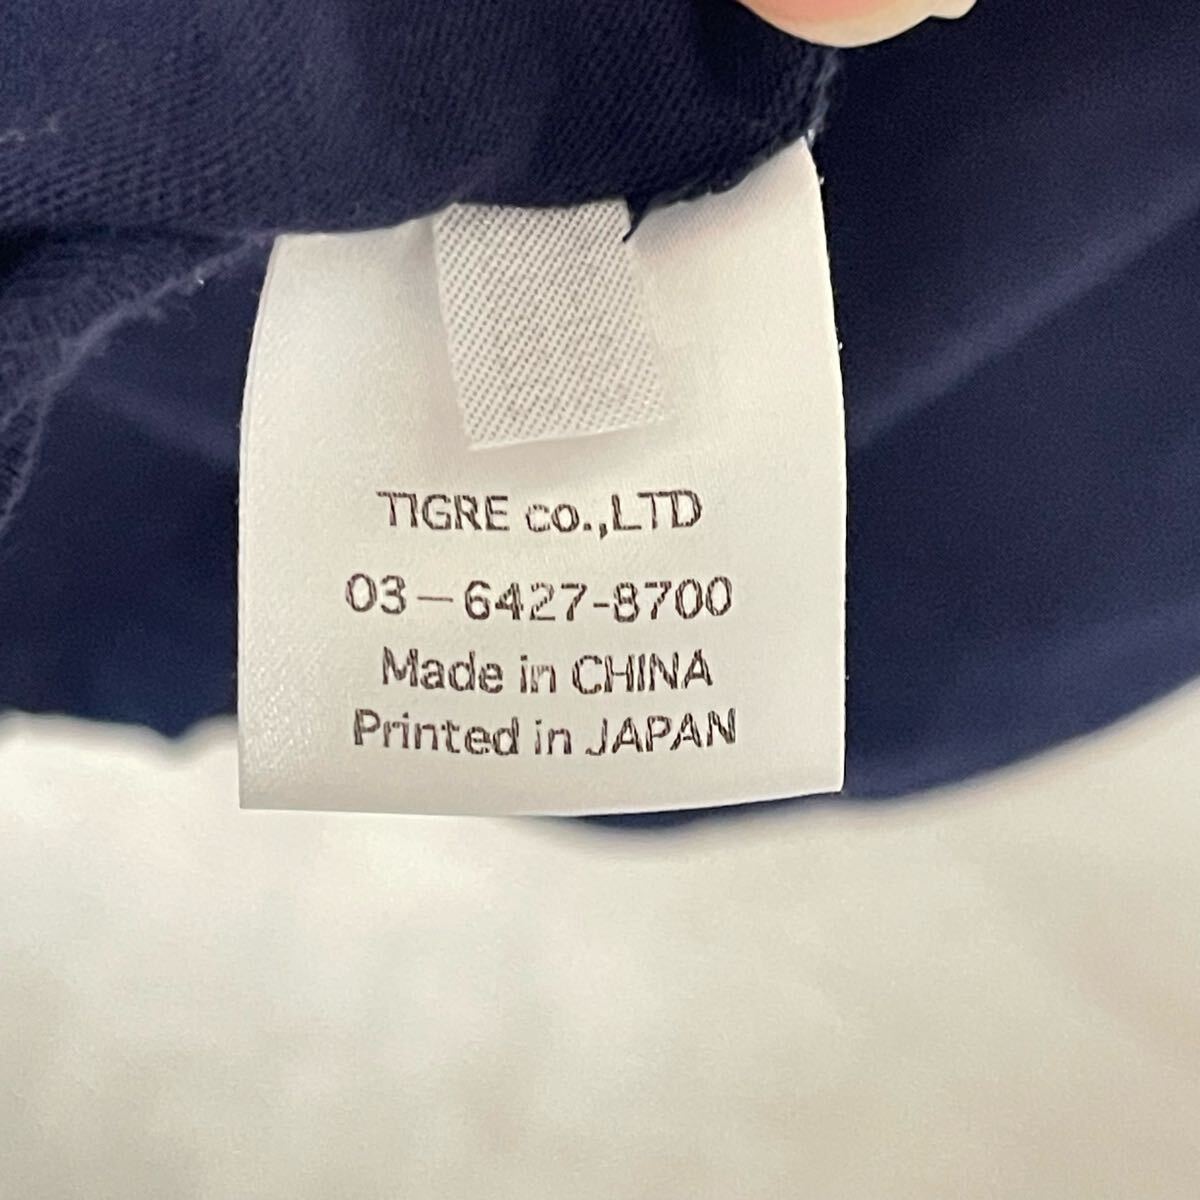 TIGRE co.,LTD
03－6427-8700
Made in CHINA
Printed in JAPAN